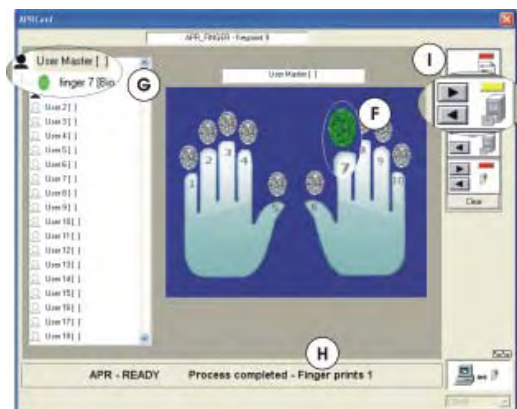 APRCard
APR_FINGER - Keypoint 9
User Master [ ]
finger 7 [Bio
G
User Master [ ]
I
F
User 2 [ ]
User 3 [ ]
User 4 [ ]
User 5 [ ]
User 6 [ ]
User 7 [ ]
User 8 [ ]
User 9 [ ]
User 10 [ ]
User 11 [ ]
User 12 [ ]
User 13 [ ]
User 14 [ ]
User 15 [ ]
User 16 [ ]
User 17 [ ]
User 18 [ ]
1
2
3
4
5
6
7
8
9
10
Clear
H
APR - READY Process completed - Finger prints 1